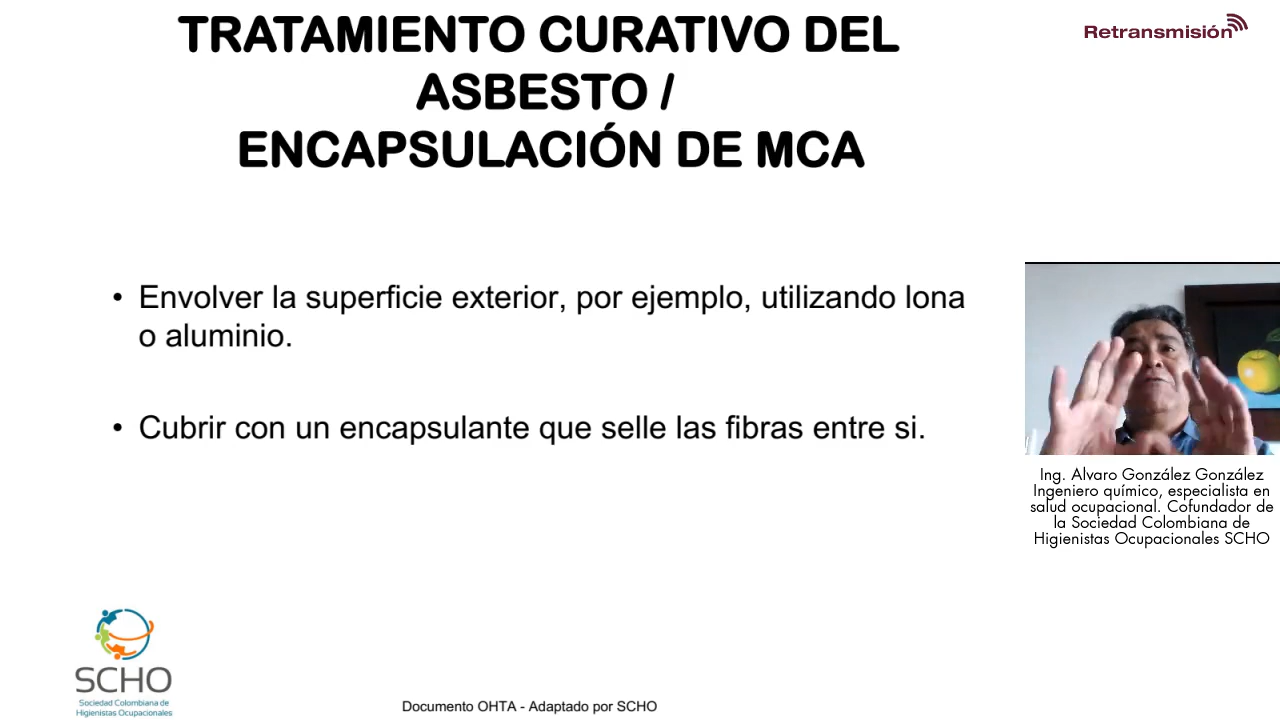 TRATAMIENTO CURATIVO DEL
ASBESTO /
ENCAPSULACIÓN DE MCA
Retransmisión
• Envolver la superficie exterior, por ejemplo, utilizando lona
o aluminio.
• Cubrir con un encapsulante que selle las fibras entre si.
Ing. Alvaro González González
Ingeniero químico, especialista en
salud ocupacional. Cofundador de
la Sociedad Colombiana de
Higienistas Ocupacionales SCHO
SCHO
Sociedad Colombiana de
Higienistas Ocupacionales
Documento OHTA - Adaptado por SCHO